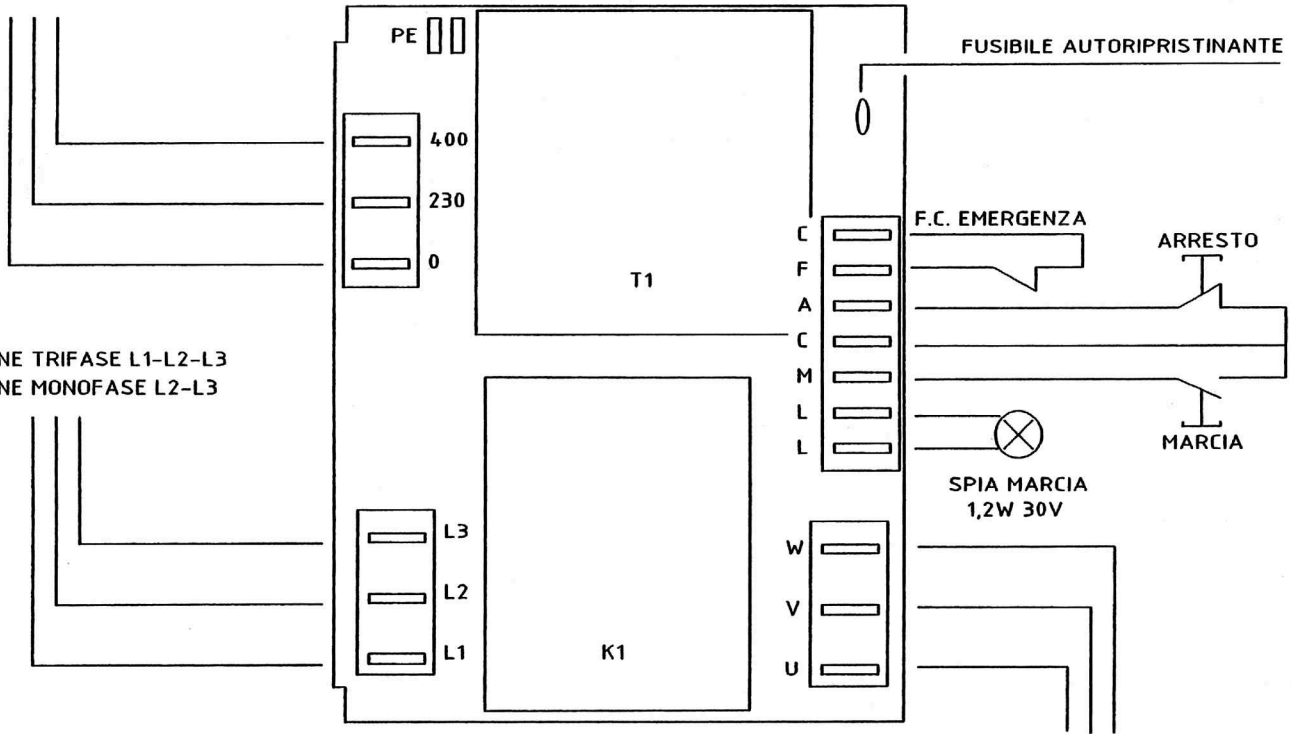 PE
FUSIBILE AUTORIPRISTINANTE
400
230
0
T1
C
F
A
C
M
L
L
F.C. EMERGENZA
ARRESTO
MARCIA
SPIA MARCIA
1,2W 30V
NE TRIFASE L1-L2-L3
NE MONOFASE L2-L3
L3
L2
L1
K1
W
V
U